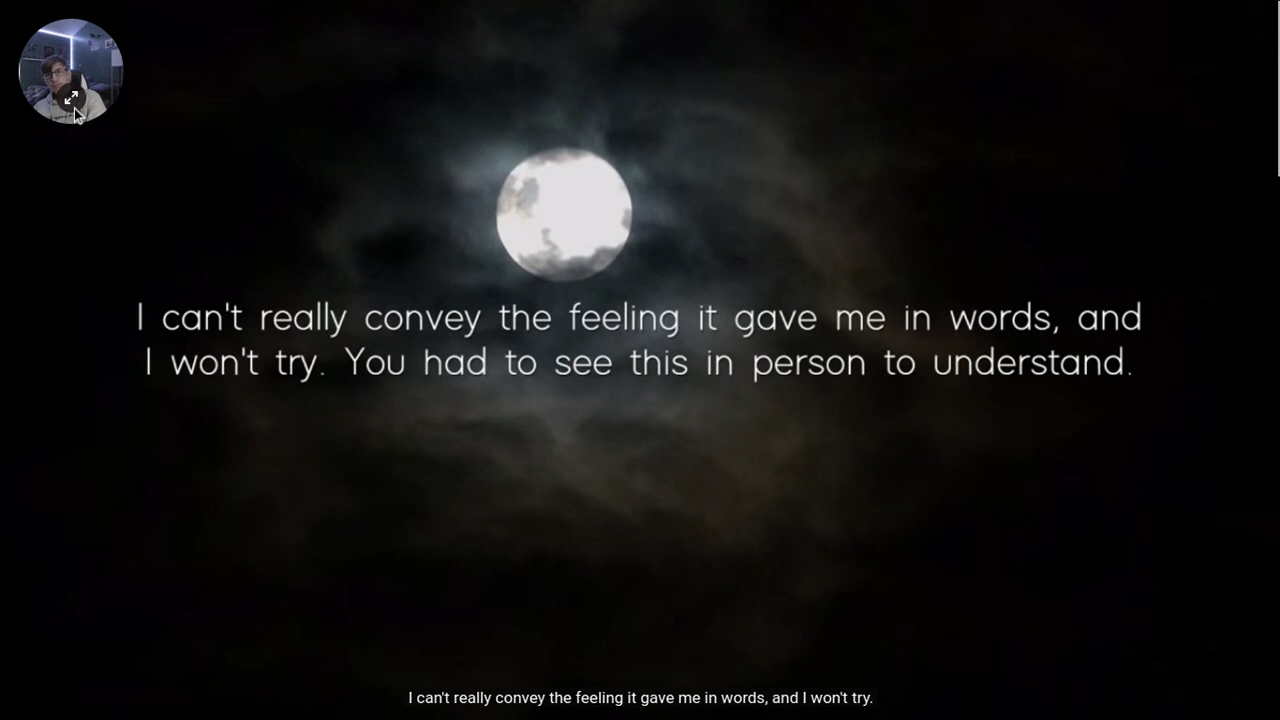 I can't really convey the feeling it gave me in words, and
I won't try. You had to see this in person to understand.
I can't really convey the feeling it gave me in words, and I won't try.